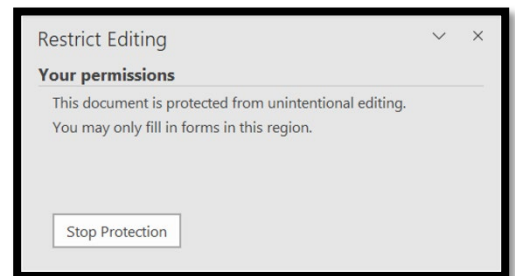 Restrict Editing
Your permissions
This document is protected from unintentional editing.
You may only fill in forms in this region.
Stop Protection